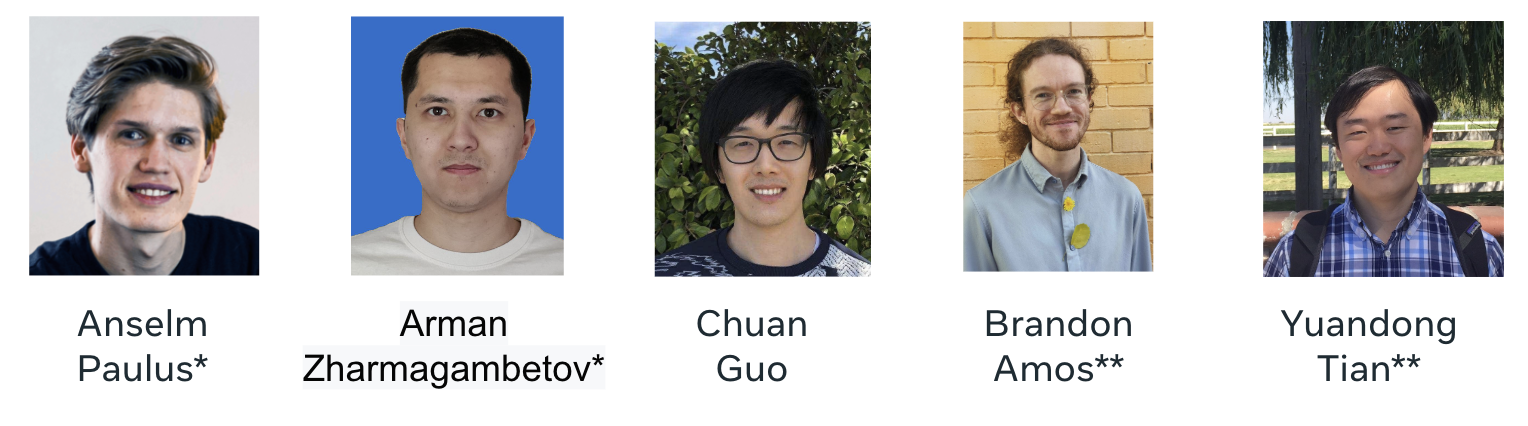 Anselm
Paulus*
Arman
Zharmagambetov*
Chuan
Guo
Brandon
Amos**
Yuandong
Tian**